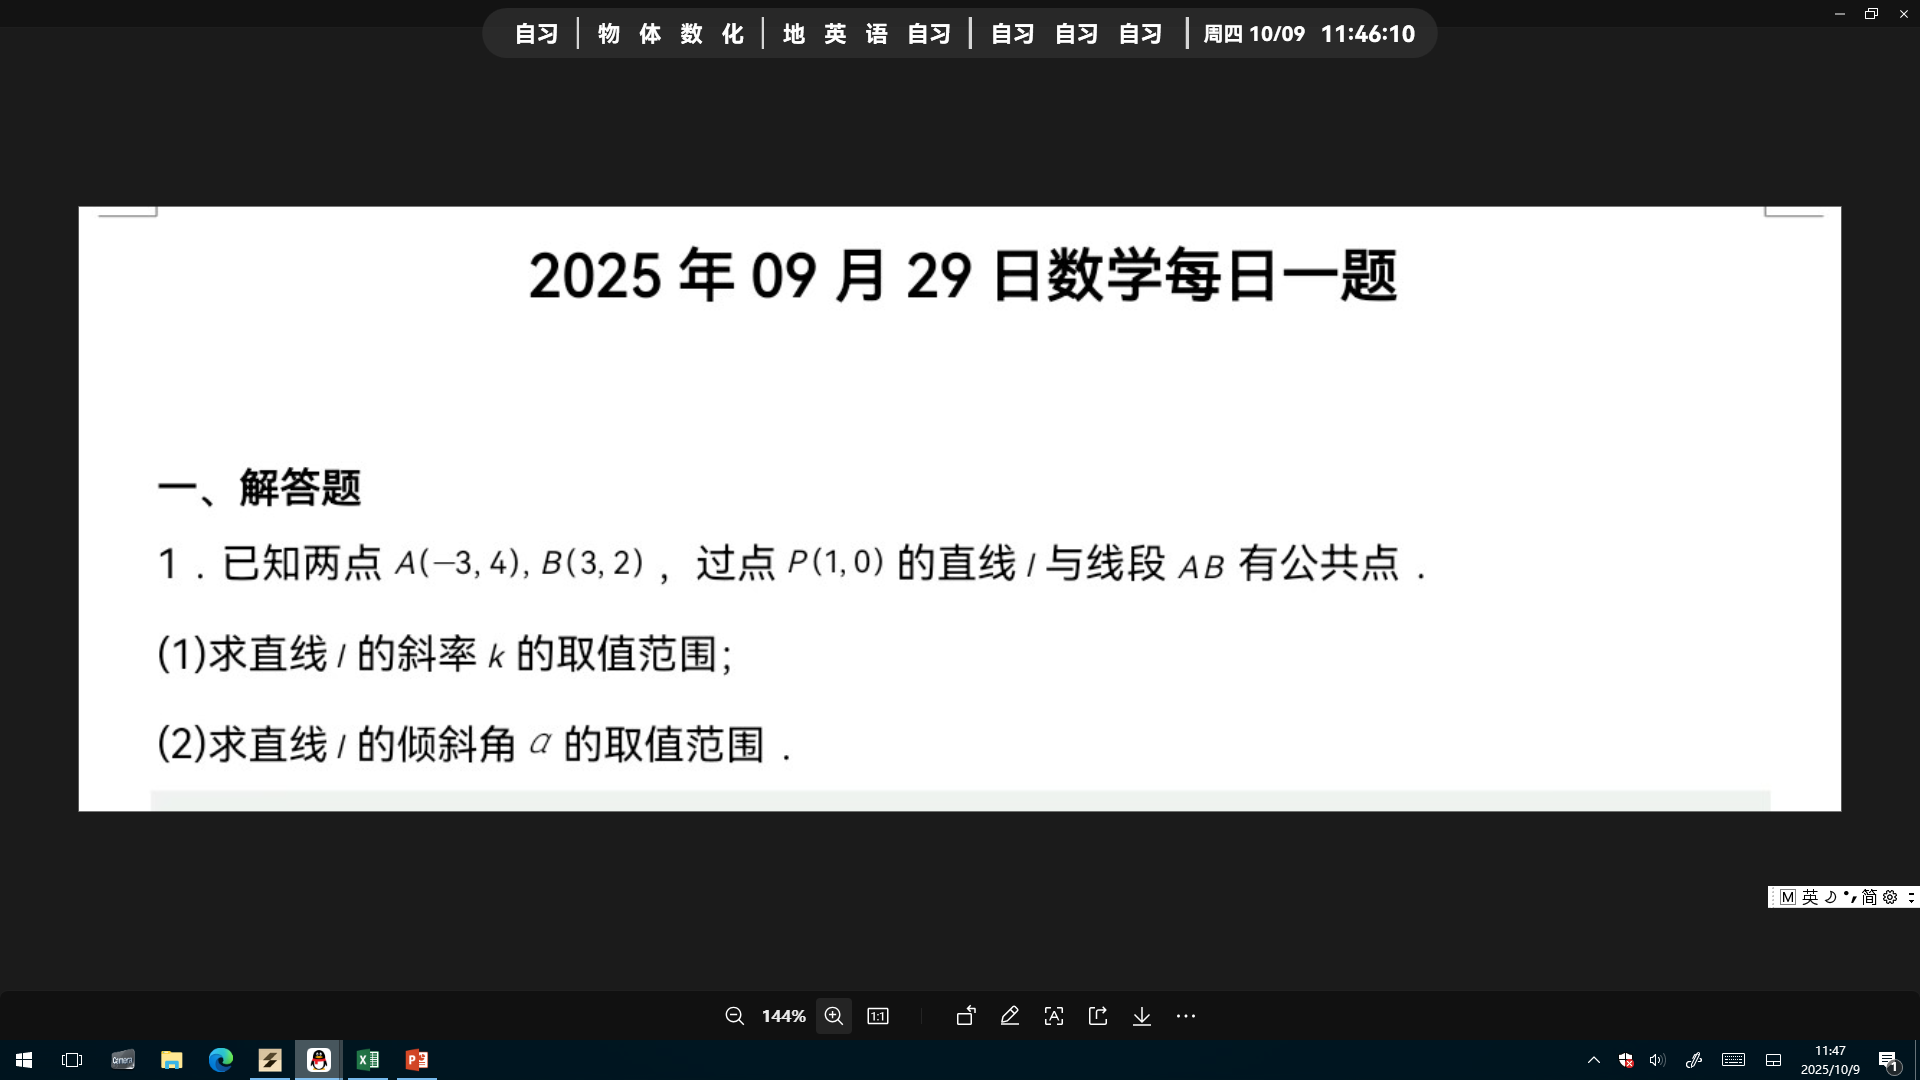 自习 | 物 体 数 化 | 地 英 语 自习 | 自习 自习 自习 | 周四 10/09 11:46:10
2025 年 09 月 29 日数学每日一题
一、解答题
1．已知两点 A(−3, 4), B(3, 2)，过点 P(1, 0) 的直线 l 与线段 AB 有公共点．
(1)求直线 l 的斜率 k 的取值范围；
(2)求直线 l 的倾斜角 α 的取值范围．
M 英 简
144% 1:1
11:47
2025/10/9
1